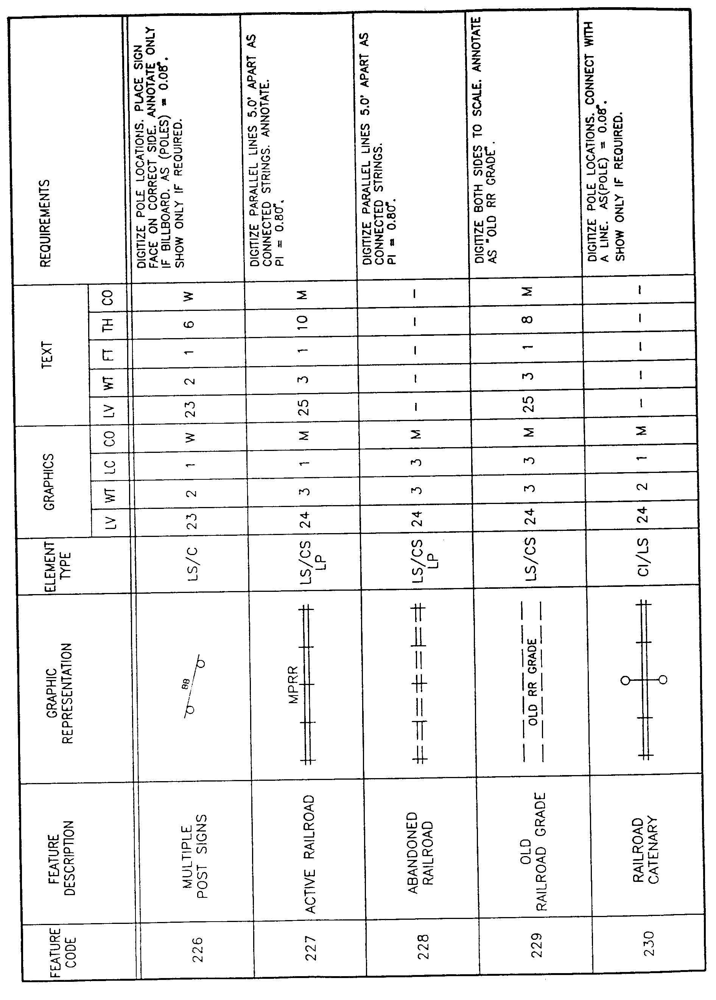 FEATURE CODE
FEATURE DESCRIPTION
GRAPHIC REPRESENTATION
ELEMENT TYPE
GRAPHICS
TEXT
REQUIREMENTS
LV WT LC CO LV WT FT TH CO
226
MULTIPLE
POST SIGNS
BB
LS/C
23 2 1 W 23 2 1 6 W
DIGITIZE POLE LOCATIONS. PLACE SIGN
FACE ON CORRECT SIDE. ANNOTATE ONLY
IF BILLBOARD. AS (POLES) = 0.08".
SHOW ONLY IF REQUIRED.
227
ACTIVE RAILROAD
MPRR
LS/CS
LP
24 3 1 M 25 3 1 10 M
DIGITIZE PARALLEL LINES 5.0' APART AS
CONNECTED STRINGS. ANNOTATE.
PI = 0.80".
228
ABANDONED
RAILROAD
LS/CS
LP
24 3 3 M - - - - -
DIGITIZE PARALLEL LINES 5.0' APART AS
CONNECTED STRINGS.
PI = 0.80".
229
OLD
RAILROAD GRADE
OLD RR GRADE
LS/CS
24 3 3 M 25 3 1 8 M
DIGITIZE BOTH SIDES TO SCALE. ANNOTATE
AS "OLD RR GRADE".
230
RAILROAD
CATENARY
CI/LS
24 2 1 M - - - - -
DIGITIZE POLE LOCATIONS. CONNECT WITH
A LINE. AS(POLE) = 0.08".
SHOW ONLY IF REQUIRED.